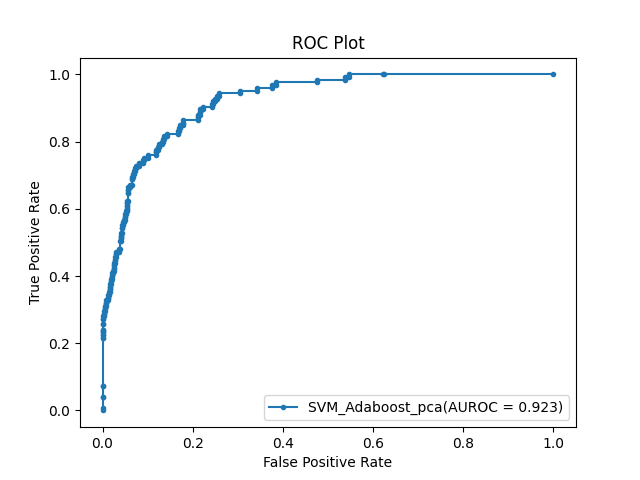 ROC Plot
1.0
0.8
0.6
0.4
0.2
0.0
True Positive Rate
SVM_Adaboost_pca(AUROC = 0.923)
0.0 0.2 0.4 0.6 0.8 1.0
False Positive Rate